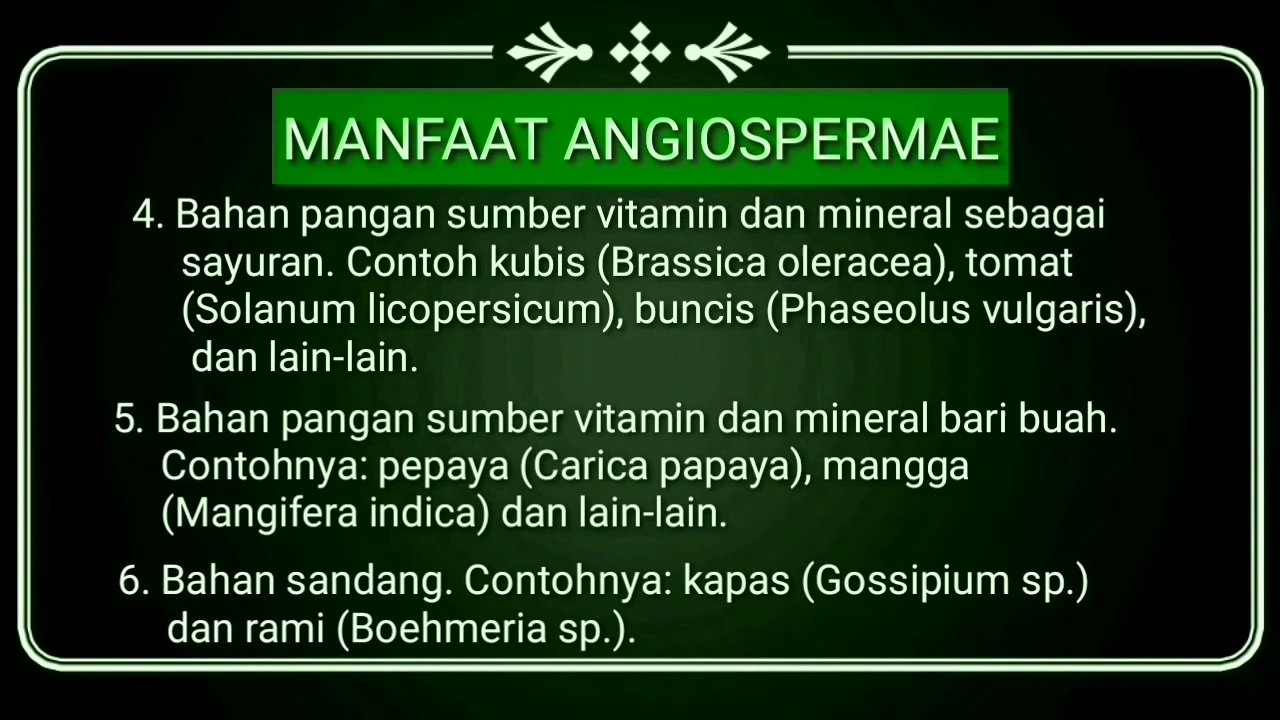 MANFAAT ANGIOSPERMAE
4. Bahan pangan sumber vitamin dan mineral sebagai
sayuran. Contoh kubis (Brassica oleracea), tomat
(Solanum licopersicum), buncis (Phaseolus vulgaris),
dan lain-lain.
5. Bahan pangan sumber vitamin dan mineral bari buah.
Contohnya: pepaya (Carica papaya), mangga
(Mangifera indica) dan lain-lain.
6. Bahan sandang. Contohnya: kapas (Gossipium sp.)
dan rami (Boehmeria sp.).